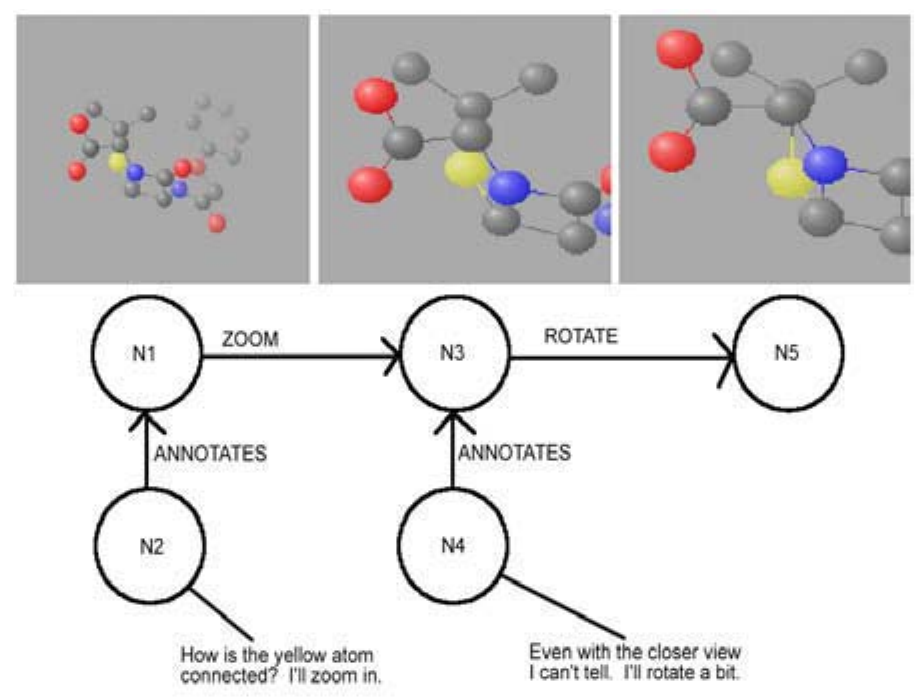 N1
ZOOM
N3
ROTATE
N5
ANNOTATES
ANNOTATES
N2
N4
How is the yellow atom
connected? I'll zoom in.
Even with the closer view
I can't tell. I'll rotate a bit.